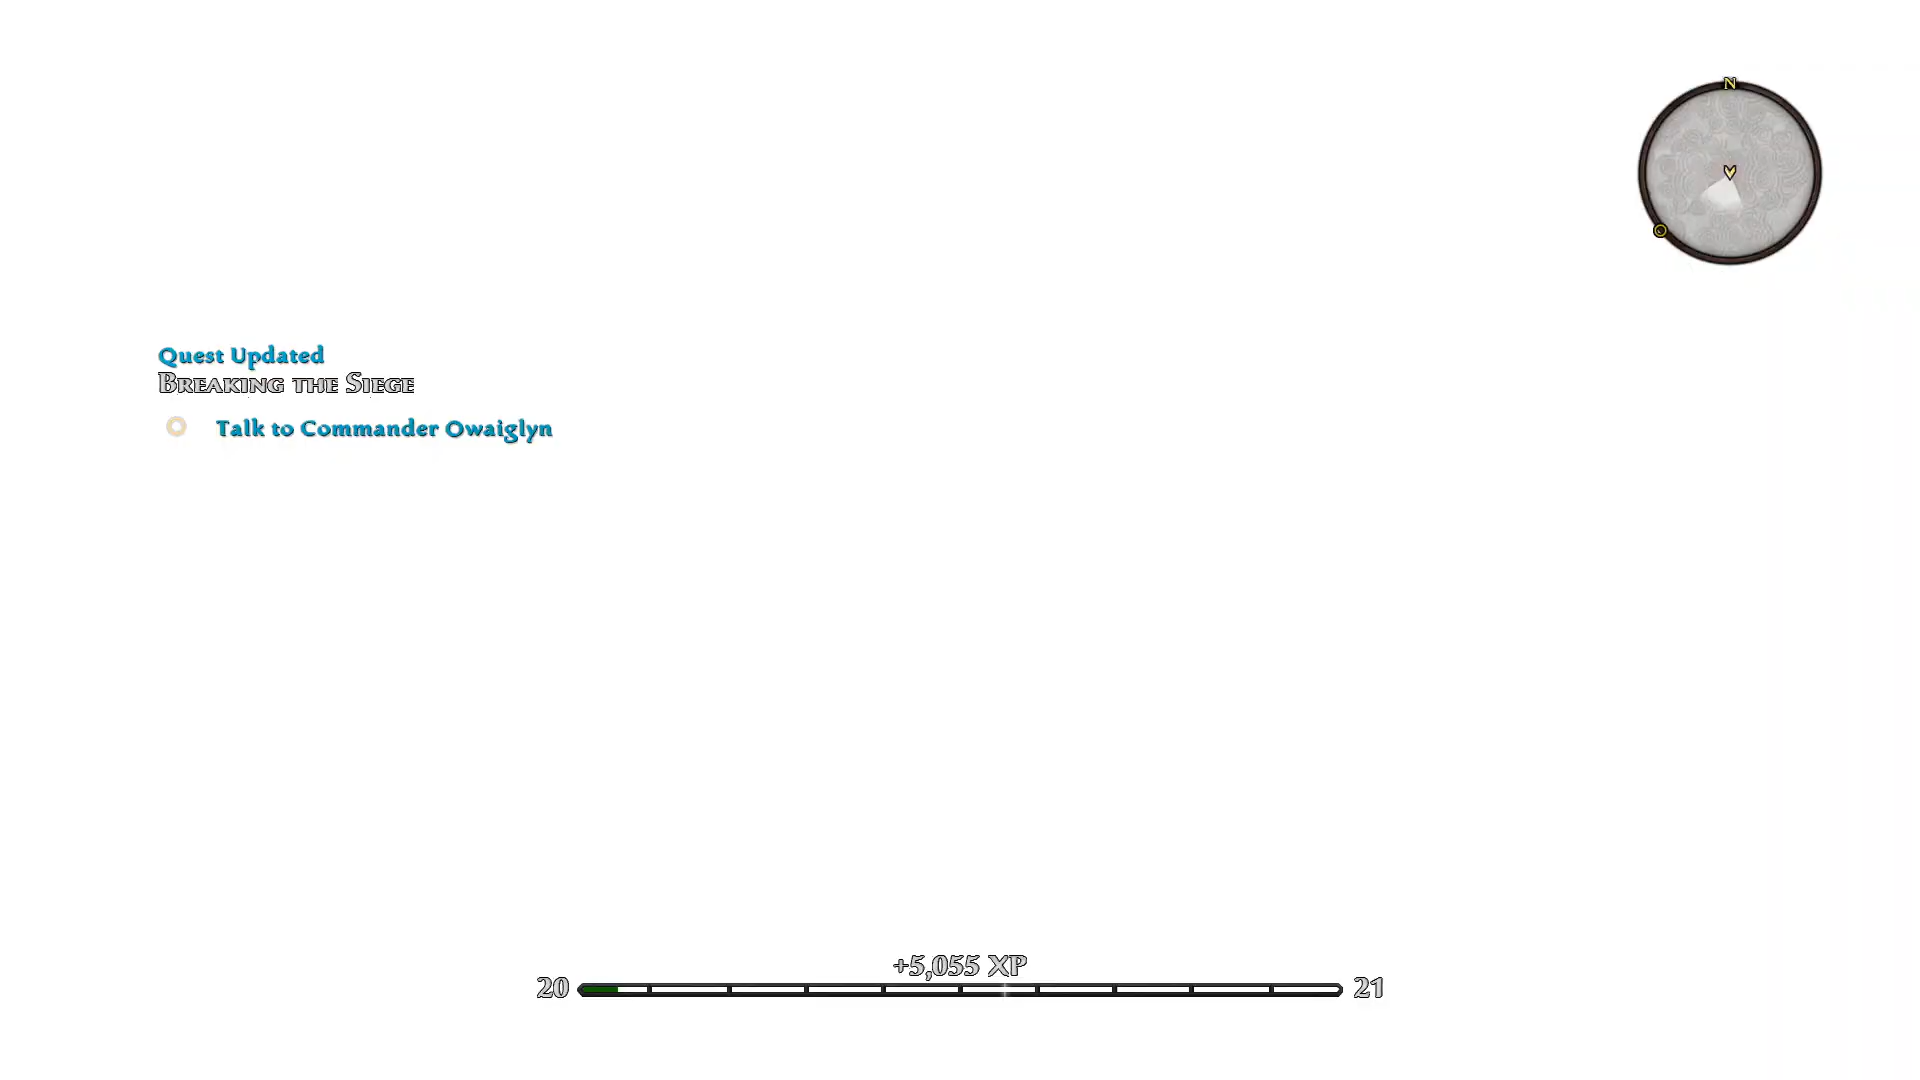 N
Quest Updated
Breaking the Siege
Talk to Commander Owaiglyn
+5,055 XP
20
21